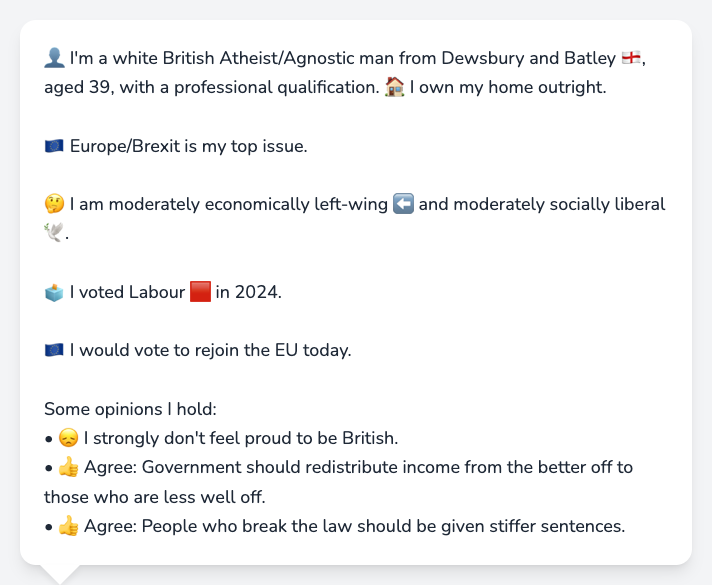 👤 I'm a white British Atheist/Agnostic man from Dewsbury and Batley 🏴󠁧󠁢󠁥󠁮󠁧󠁿,
aged 39, with a professional qualification. 🏠 I own my home outright.
🇪🇺 Europe/Brexit is my top issue.
🤔 I am moderately economically left-wing ⬅️ and moderately socially liberal
🕊️.
🗳️ I voted Labour 🟥 in 2024.
🇪🇺 I would vote to rejoin the EU today.
Some opinions I hold:
• 😞 I strongly don't feel proud to be British.
• 👍 Agree: Government should redistribute income from the better off to
those who are less well off.
• 👍 Agree: People who break the law should be given stiffer sentences.